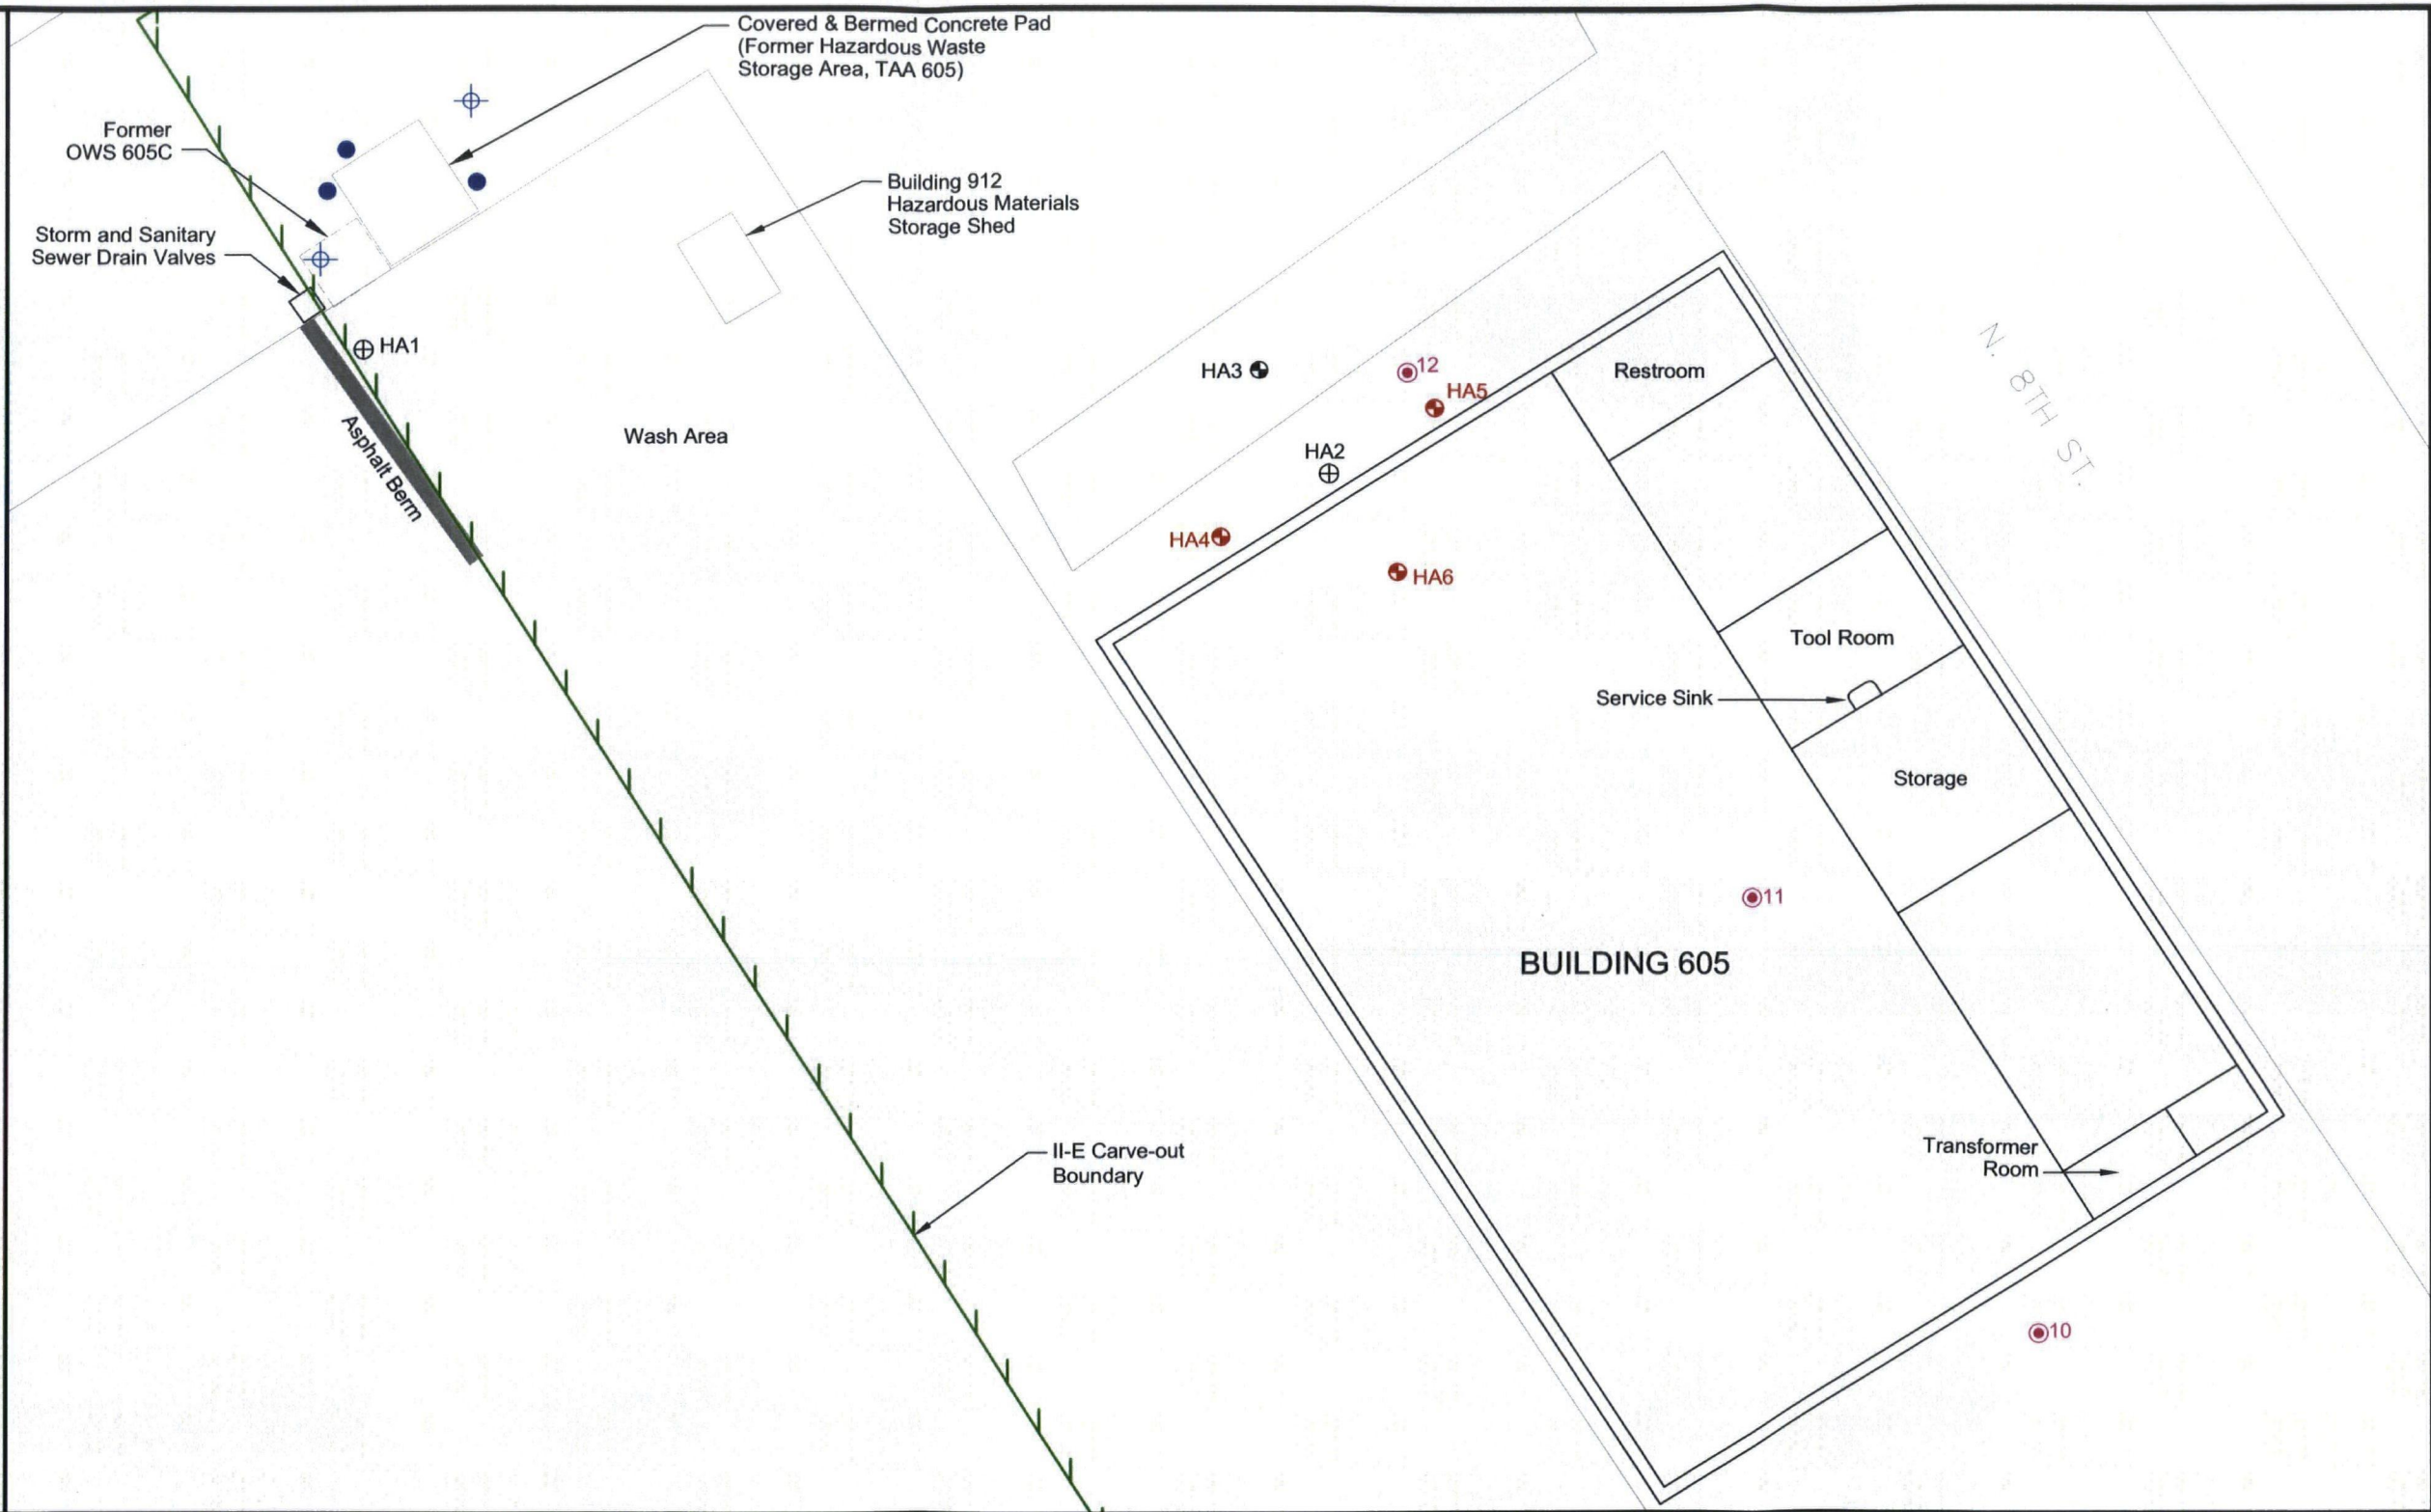 Covered & Bermed Concrete Pad
(Former Hazardous Waste
Storage Area, TAA 605)
Former
OWS 605C
Building 912
Hazardous Materials
Storage Shed
Storm and Sanitary
Sewer Drain Valves
HA1
Asphalt Berm
Wash Area
HA3
12
HA5
HA2
HA4
HA6
Restroom
N. 8TH ST.
Tool Room
Service Sink
Storage
11
BUILDING 605
II-E Carve-out
Boundary
Transformer
Room
10